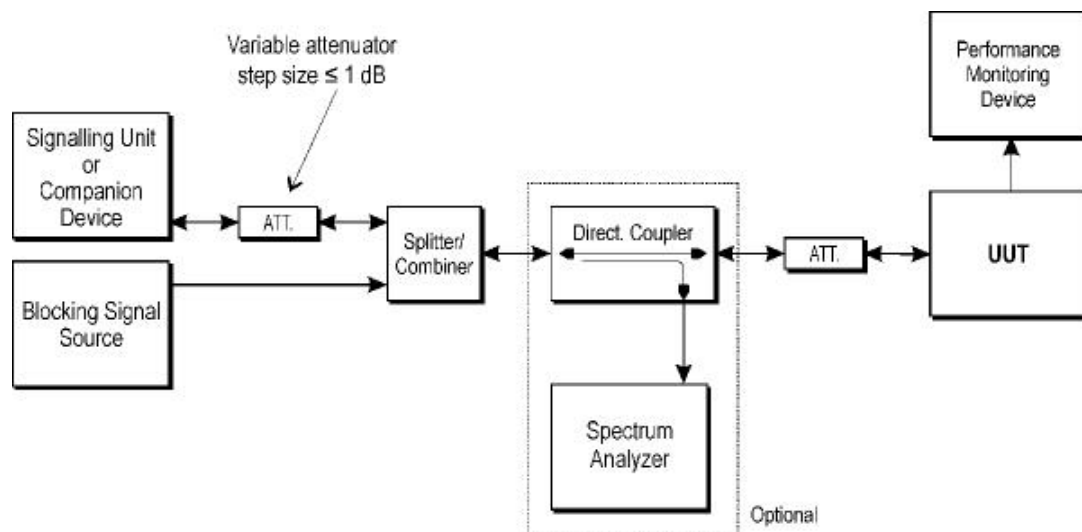 Variable attenuator
step size ≤ 1 dB
Performance
Monitoring
Device
Signalling Unit
or
Companion
Device
ATT.
Splitter/
Combiner
Direct. Coupler
ATT.
UUT
Blocking Signal
Source
Spectrum
Analyzer
Optional